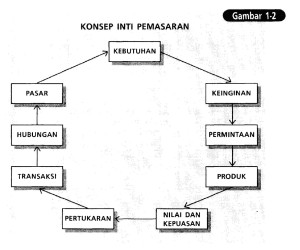 Gambar 1-2
KONSEP INTI PEMASARAN
KEBUTUHAN
KEINGINAN
PERMINTAAN
PRODUK
NILAI DAN
KEPUASAN
PERTUKARAN
TRANSAKSI
HUBUNGAN
PASAR